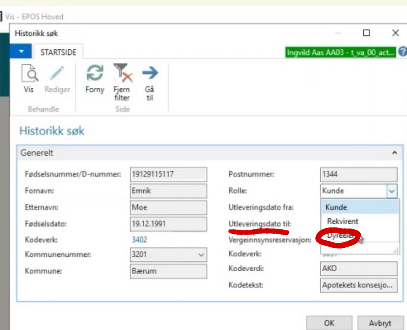 Vis - EPOS Hoved
Historikk søk
STARTSIDE
Ingvild Aas AA03 - t_va_00_act...
Vis Rediger Forny Fjern filter Gå til
Behandle Side
Historikk søk
Generelt
Fødselsnummer/D-nummer: 19129115117 Postnummer: 1344
Fornavn: Emrik Rolle: Kunde
Etternavn: Moe Utleveringsdato fra: Kunde
Fødselsdato: 19.12.1991 Utleveringsdato til: Rekvirent
Kodeverk: 3402 Vergeinnsynsreservasjon: Dyreeier
Kommunenummer: 3201 Kodeverk:
Kommune: Bærum Kodeverdi: AKO
Kodetekst: Apotekets konsesjo...
OK Avbryt